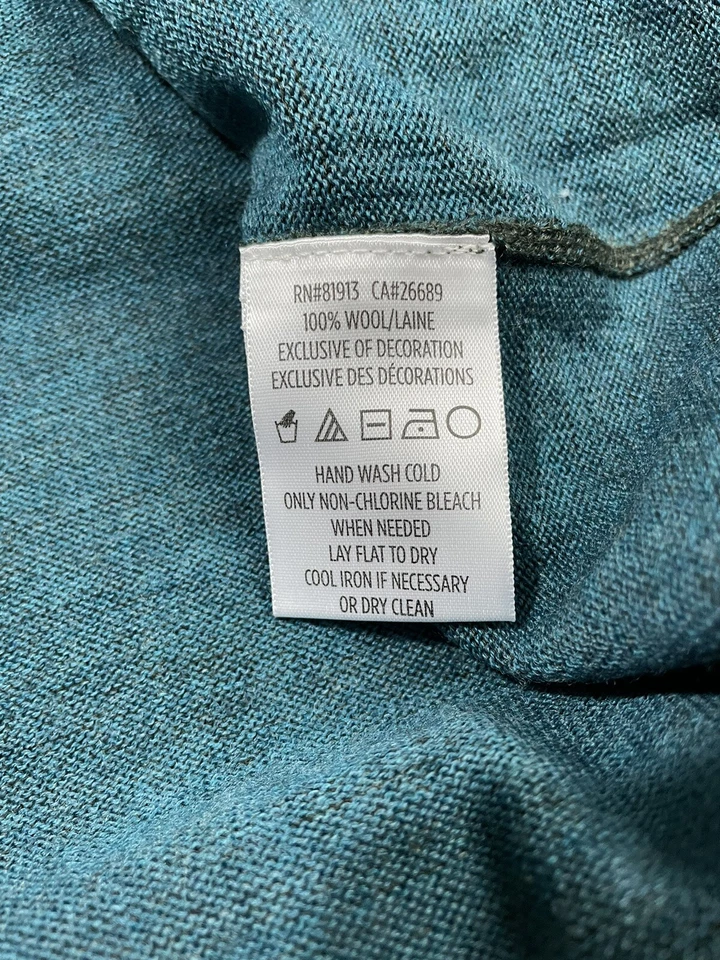 RN#81913 CA#26689
100% WOOL/LAINE
EXCLUSIVE OF DECORATION
EXCLUSIVE DES DÉCORATIONS
HAND WASH COLD
ONLY NON-CHLORINE BLEACH
WHEN NEEDED
LAY FLAT TO DRY
COOL IRON IF NECESSARY
OR DRY CLEAN